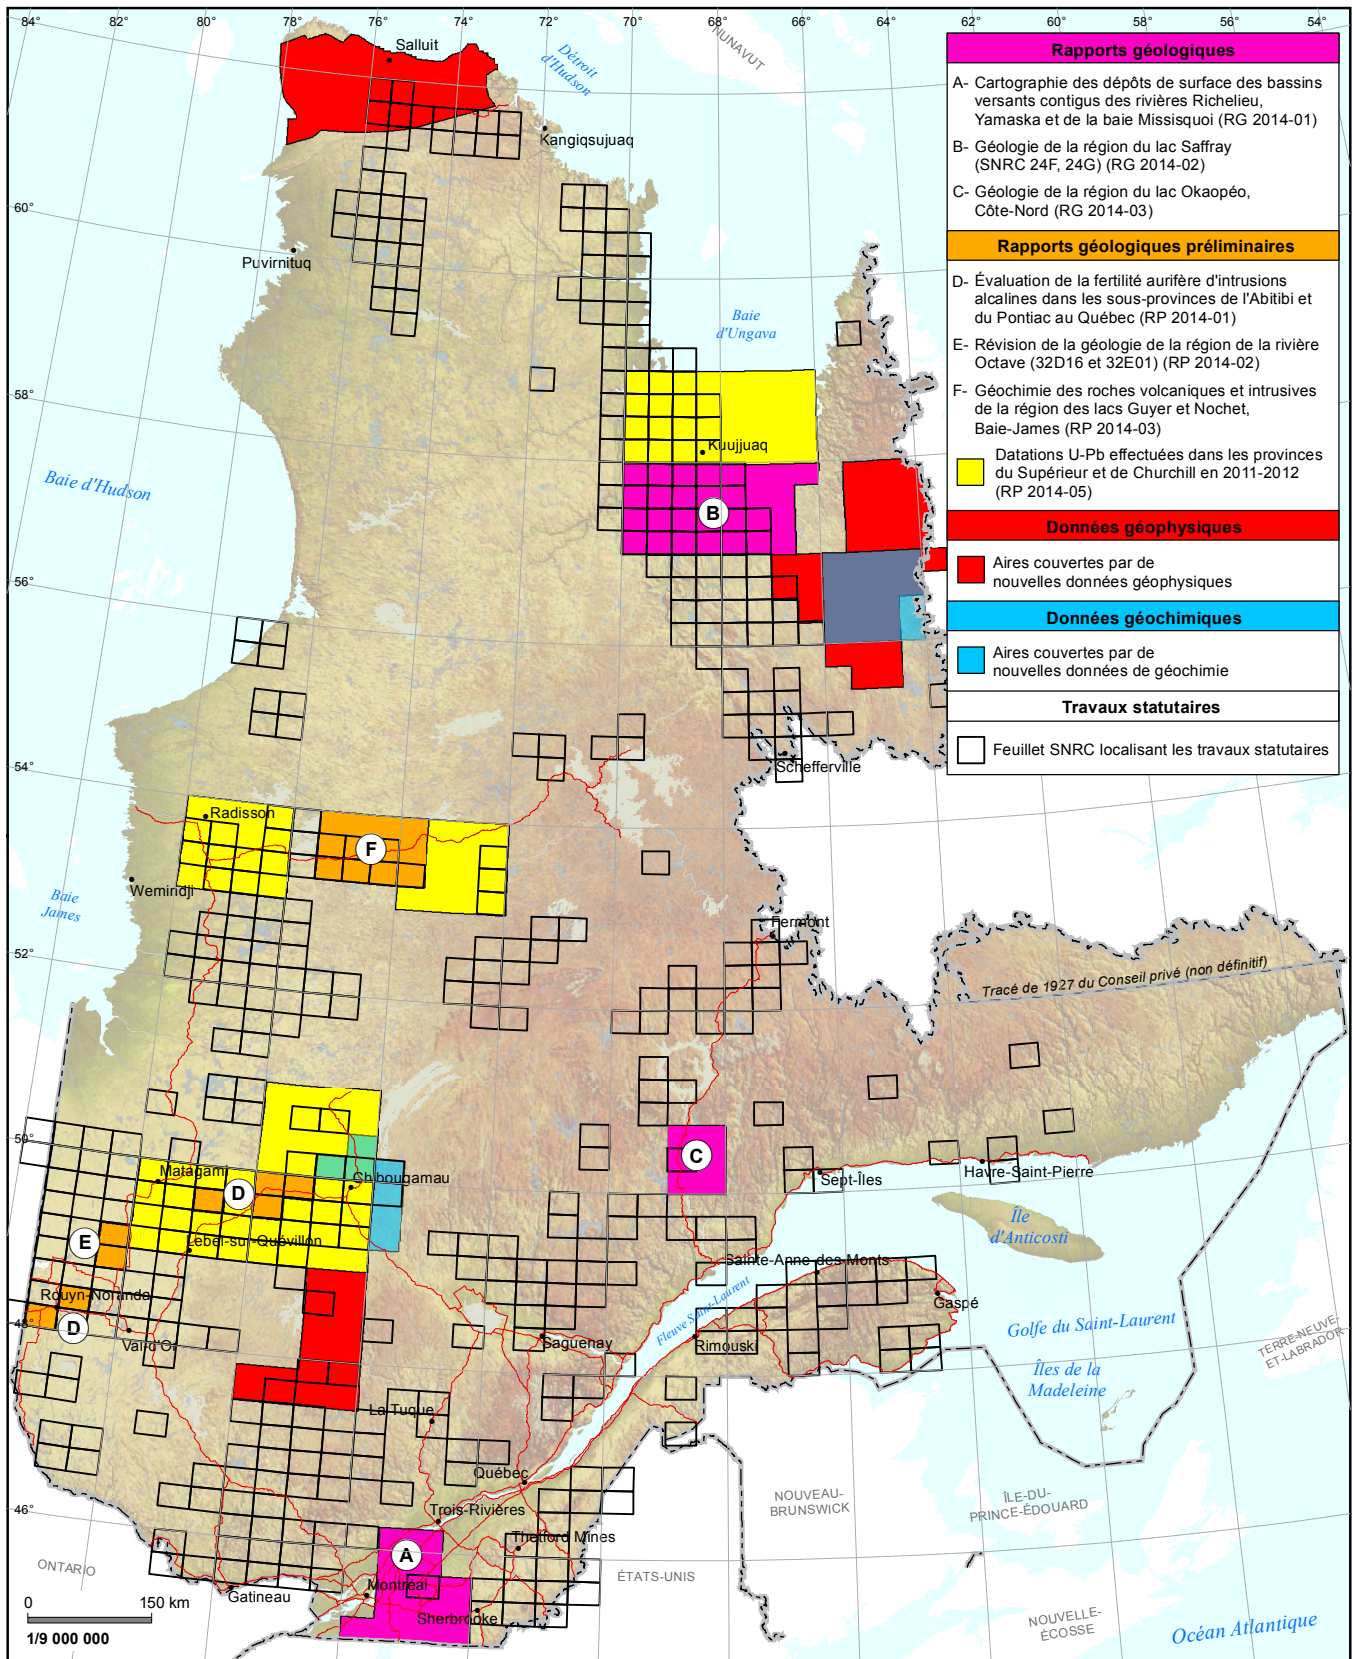 84°
82°
80°
78°
76°
74°
72°
70°
68°
66°
64°
62°
60°
58°
56°
54°
Salluit
Détroit
d'Hudson
NUNAVUT
Kangiqsujuaq
60°
Puvirnituq
Baie
d'Ungava
58°
Kuujjuaq
Baie d'Hudson
B
56°
54°
Schefferville
Radisson
F
Wemindji
Baie
James
Fermont
52°
Tracé de 1927 du Conseil privé (non définitif)
50°
C
Matagami
Chibougamau
D
Sept-Îles
Havre-Saint-Pierre
Île
d'Anticosti
E
Lebel-sur-Quévillon
Sainte-Anne-des-Monts
Rouyn-Noranda
Gaspé
Fleuve Saint-Laurent
48°
D
Val-d'Or
Saguenay
Rimouski
Golfe du Saint-Laurent
TERRE-NEUVE-
ET-LABRADOR
Îles de la
Madeleine
La Tuque
Québec
46°
Trois-Rivières
NOUVEAU-
BRUNSWICK
ÎLE-DU-
PRINCE-ÉDOUARD
Thetford Mines
A
ONTARIO
Gatineau
Montréal
ÉTATS-UNIS
Sherbrooke
NOUVELLE-
ÉCOSSE
Océan Atlantique
0 150 km
1/9 000 000
Rapports géologiques
A- Cartographie des dépôts de surface des bassins
versants contigus des rivières Richelieu,
Yamaska et de la baie Missisquoi (RG 2014-01)
B- Géologie de la région du lac Saffray
(SNRC 24F, 24G) (RG 2014-02)
C- Géologie de la région du lac Okaopéo,
Côte-Nord (RG 2014-03)
Rapports géologiques préliminaires
D- Évaluation de la fertilité aurifère d'intrusions
alcalines dans les sous-provinces de l'Abitibi et
du Pontiac au Québec (RP 2014-01)
E- Révision de la géologie de la région de la rivière
Octave (32D16 et 32E01) (RP 2014-02)
F- Géochimie des roches volcaniques et intrusives
de la région des lacs Guyer et Nochet,
Baie-James (RP 2014-03)
Datations U-Pb effectuées dans les provinces
du Supérieur et de Churchill en 2011-2012
(RP 2014-05)
Données géophysiques
Aires couvertes par de
nouvelles données géophysiques
Données géochimiques
Aires couvertes par de
nouvelles données de géochimie
Travaux statutaires
Feuillet SNRC localisant les travaux statutaires